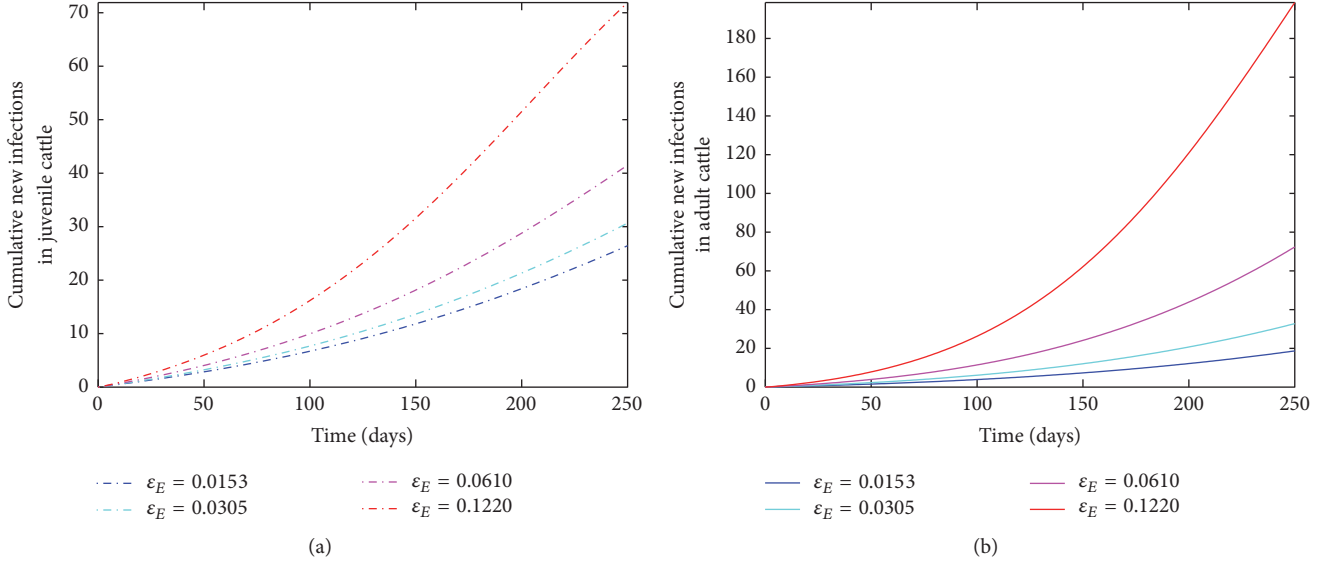 Cumulative new infections
in juvenile cattle
70
60
50
40
30
20
10
0
0 50 100 150 200 250
Time (days)
εE = 0.0153
εE = 0.0305
εE = 0.0610
εE = 0.1220
(a)
Cumulative new infections
in adult cattle
180
160
140
120
100
80
60
40
20
0
0 50 100 150 200 250
Time (days)
εE = 0.0153
εE = 0.0305
εE = 0.0610
εE = 0.1220
(b)